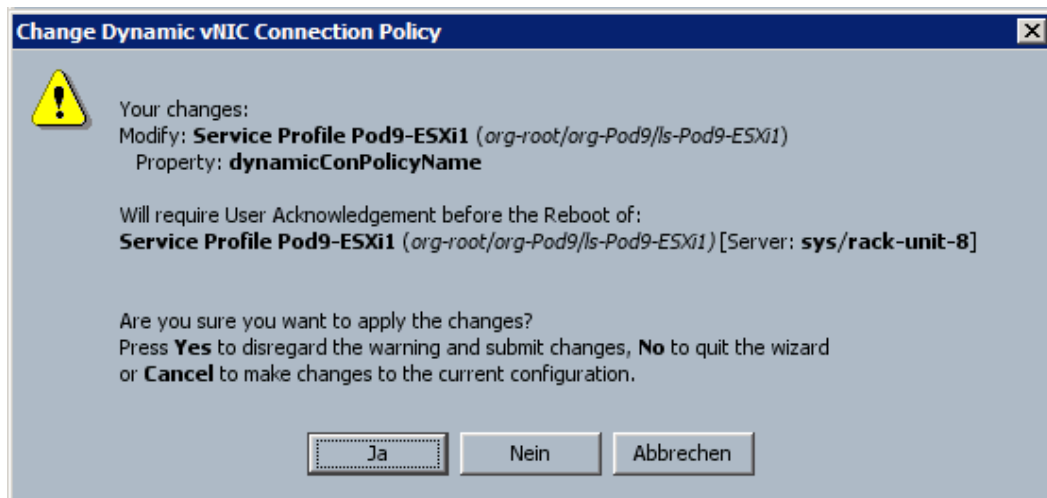 Change Dynamic vNIC Connection Policy
Your changes:
Modify: Service Profile Pod9-ESXi1 (org-root/org-Pod9/ls-Pod9-ESXi1)
Property: dynamicConPolicyName
Will require User Acknowledgement before the Reboot of:
Service Profile Pod9-ESXi1 (org-root/org-Pod9/ls-Pod9-ESXi1) [Server: sys/rack-unit-8]
Are you sure you want to apply the changes?
Press Yes to disregard the warning and submit changes, No to quit the wizard
or Cancel to make changes to the current configuration.
Ja Nein Abbrechen